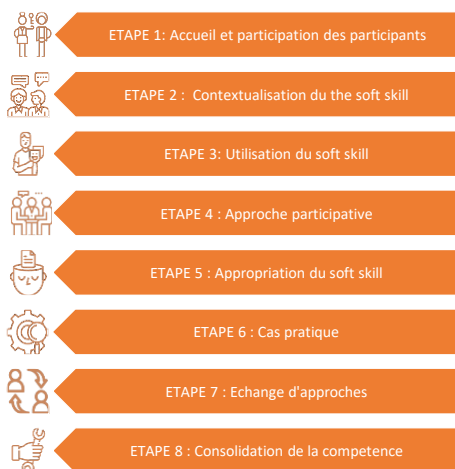 ETAPE 1: Accueil et participation des participants
ETAPE 2 : Contextualisation du the soft skill
ETAPE 3: Utilisation du soft skill
ETAPE 4 : Approche participative
ETAPE 5 : Appropriation du soft skill
ETAPE 6 : Cas pratique
ETAPE 7 : Echange d'approches
ETAPE 8 : Consolidation de la competence